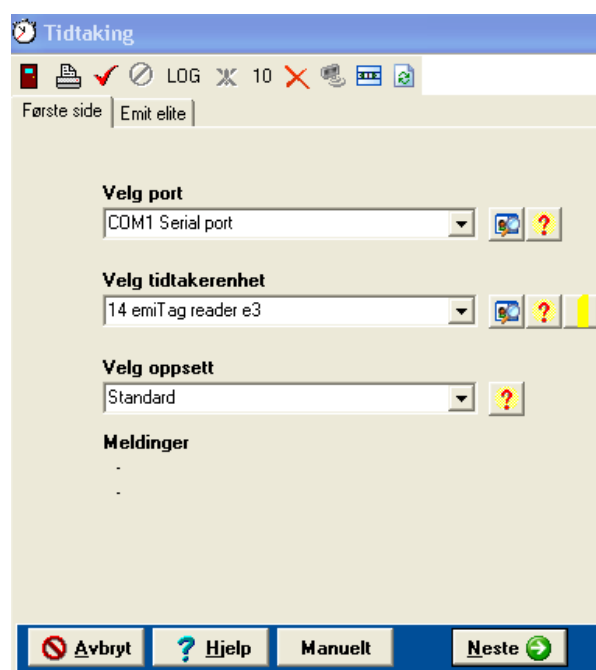 Tidtaking
LOG 10
Første side Emit elite
Velg port
COM1 Serial port
Velg tidtakerenhet
14 emiTag reader e3
Velg oppsett
Standard
Meldinger
-
-
Avbryt Hjelp Manuelt Neste